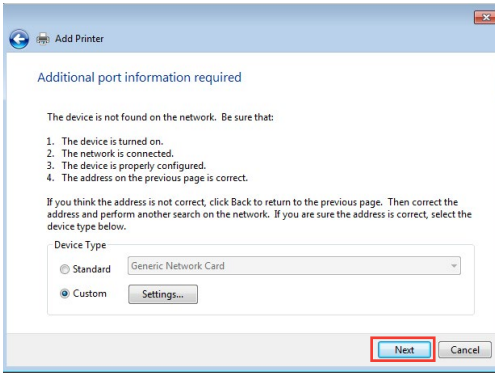 Add Printer
Additional port information required
The device is not found on the network. Be sure that:
1. The device is turned on.
2. The network is connected.
3. The device is properly configured.
4. The address on the previous page is correct.
If you think the address is not correct, click Back to return to the previous page. Then correct the
address and perform another search on the network. If you are sure the address is correct, select the
device type below.
Device Type
Standard Generic Network Card
Custom Settings...
Next Cancel